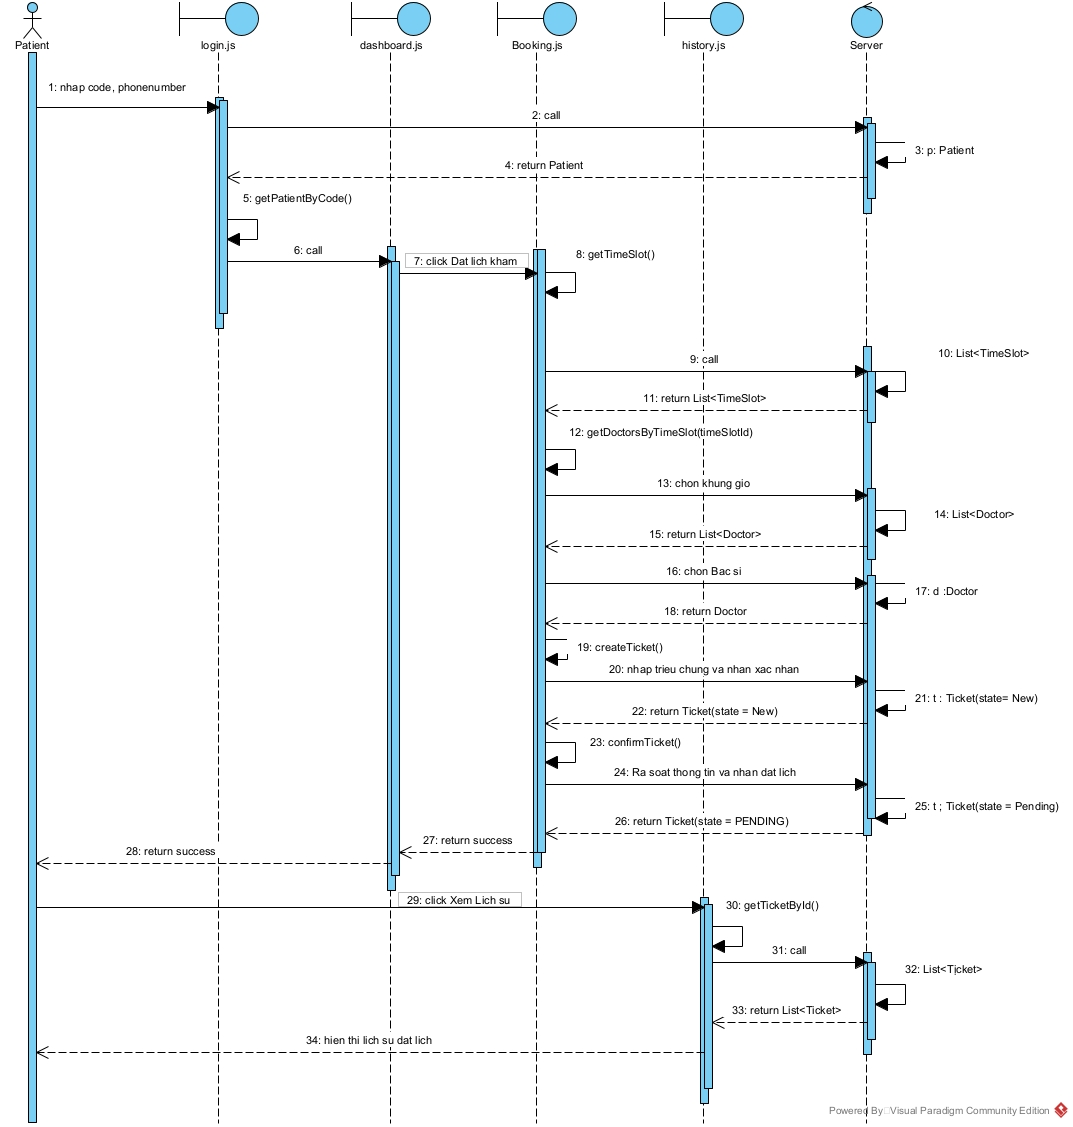 Patient
login.js
dashboard.js
Booking.js
history.js
Server
1: nhap code, phonenumber
2: call
3: p: Patient
4: return Patient
5: getPatientByCode()
6: call
7: click Dat lich kham
8: getTimeSlot()
9: call
10: List<TimeSlot>
11: return List<TimeSlot>
12: getDoctorsByTimeSlot(timeSlotId)
13: chon khung gio
14: List<Doctor>
15: return List<Doctor>
16: chon Bac si
17: d :Doctor
18: return Doctor
19: createTicket()
20: nhap trieu chung va nhan xac nhan
21: t : Ticket(state= New)
22: return Ticket(state = New)
23: confirmTicket()
24: Ra soat thong tin va nhan dat lich
25: t ; Ticket(state = Pending)
26: return Ticket(state = PENDING)
27: return success
28: return success
29: click Xem Lich su
30: getTicketById()
31: call
32: List<Ticket>
33: return List<Ticket>
34: hien thi lich su dat lich
Powered By Visual Paradigm Community Edition